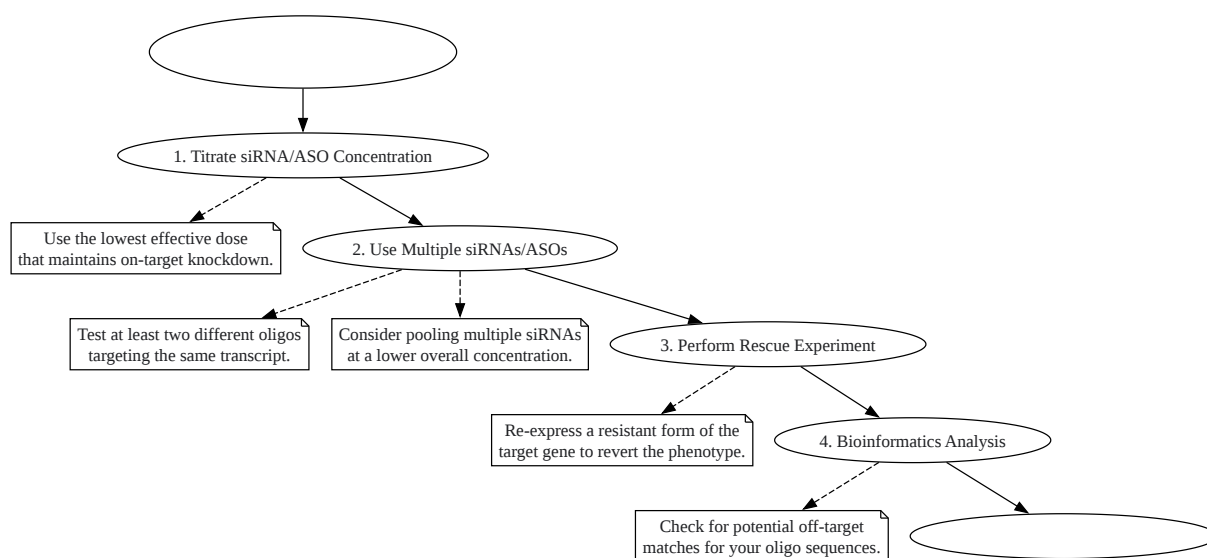 1. Titrate siRNA/ASO Concentration
Use the lowest effective dose
that maintains on-target knockdown.
2. Use Multiple siRNAs/ASOs
Test at least two different oligos
targeting the same transcript.
Consider pooling multiple siRNAs
at a lower overall concentration.
3. Perform Rescue Experiment
Re-express a resistant form of the
target gene to revert the phenotype.
4. Bioinformatics Analysis
Check for potential off-target
matches for your oligo sequences.